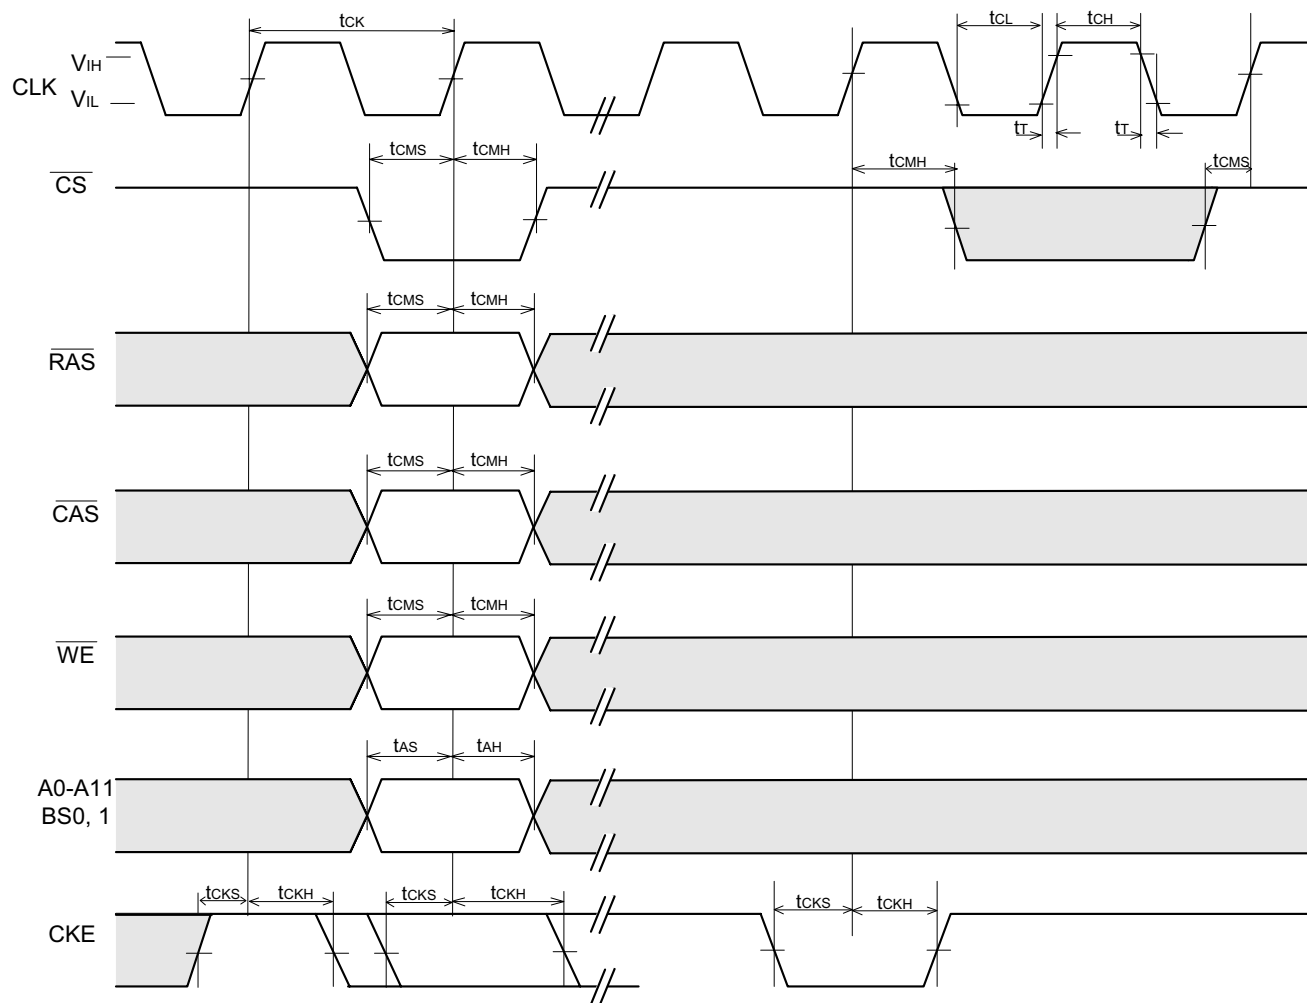 tCK tCL tCH
VIH
CLK
VIL
tT tT
tCMS tCMH tCMH tCMS
CS
tCMS tCMH
RAS
tCMS tCMH
CAS
tCMS tCMH
WE
tAS tAH
A0-A11
BS0, 1
tCKS tCKH tCKS tCKH tCKS tCKH
CKE